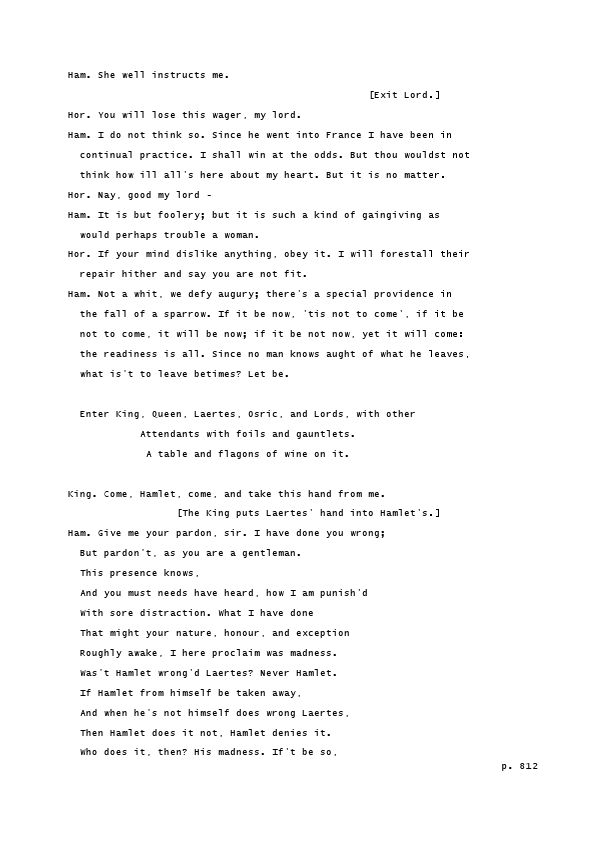 Ham. She well instructs me.
[Exit Lord.]
Hor. You will lose this wager, my lord.
Ham. I do not think so. Since he went into France I have been in
continual practice. I shall win at the odds. But thou wouldst not
think how ill all's here about my heart. But it is no matter.
Hor. Nay, good my lord -
Ham. It is but foolery; but it is such a kind of gaingiving as
would perhaps trouble a woman.
Hor. If your mind dislike anything, obey it. I will forestall their
repair hither and say you are not fit.
Ham. Not a whit, we defy augury; there's a special providence in
the fall of a sparrow. If it be now, 'tis not to come', if it be
not to come, it will be now; if it be not now, yet it will come:
the readiness is all. Since no man knows aught of what he leaves,
what is't to leave betimes? Let be.
Enter King, Queen, Laertes, Osric, and Lords, with other
Attendants with foils and gauntlets.
A table and flagons of wine on it.
King. Come, Hamlet, come, and take this hand from me.
[The King puts Laertes' hand into Hamlet's.]
Ham. Give me your pardon, sir. I have done you wrong;
But pardon't, as you are a gentleman.
This presence knows,
And you must needs have heard, how I am punish'd
With sore distraction. What I have done
That might your nature, honour, and exception
Roughly awake, I here proclaim was madness.
Was't Hamlet wrong'd Laertes? Never Hamlet.
If Hamlet from himself be taken away,
And when he's not himself does wrong Laertes,
Then Hamlet does it not, Hamlet denies it.
Who does it, then? His madness. If't be so,
p. 812